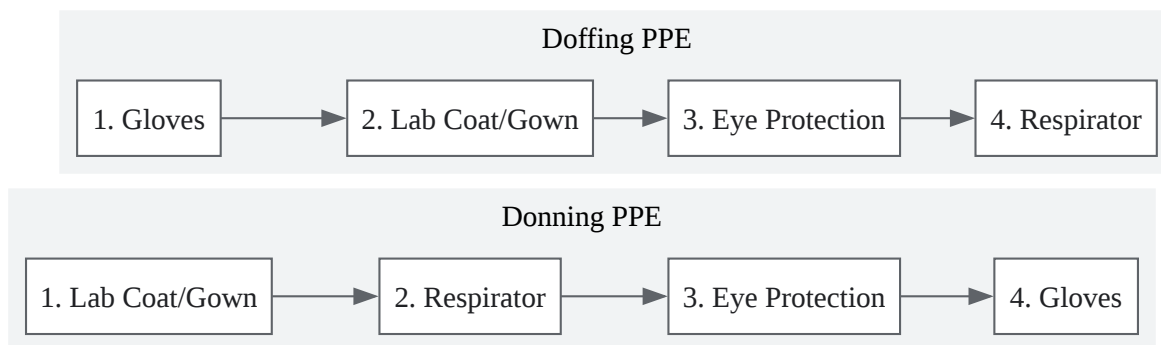 Doffing PPE
1. Gloves
2. Lab Coat/Gown
3. Eye Protection
4. Respirator
Donning PPE
1. Lab Coat/Gown
2. Respirator
3. Eye Protection
4. Gloves